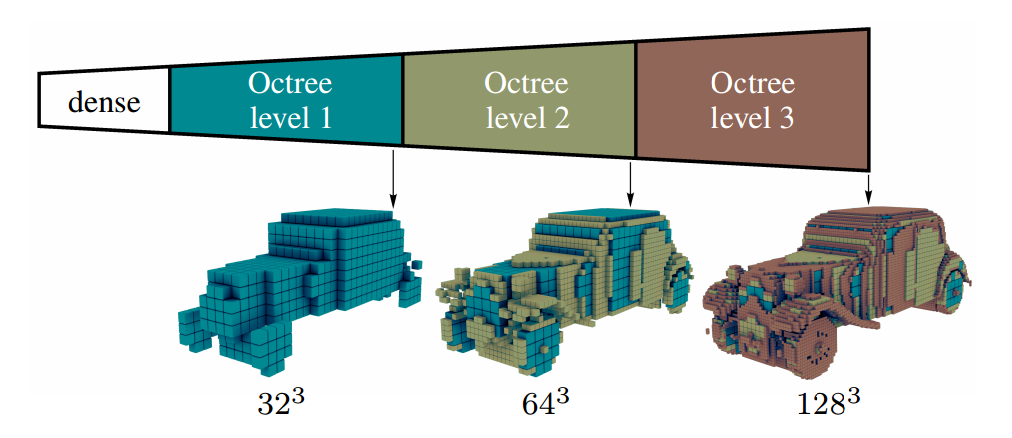 dense
Octree
level 1
Octree
level 2
Octree
level 3
32³
64³
128³